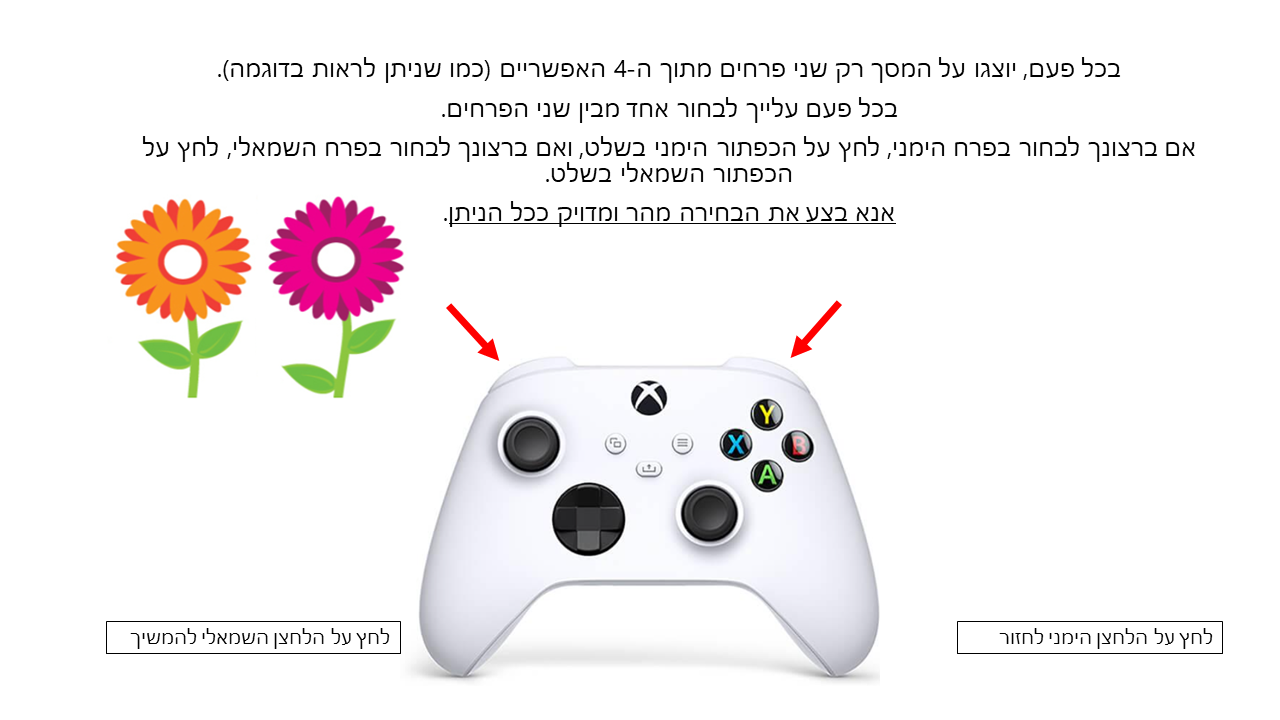 בכל פעם, יוצגו על המסך רק שני פרחים מתוך ה-4 האפשריים (כמו שניתן לראות בדוגמה).
בכל פעם עלייך לבחור אחד מבין שני הפרחים.
אם ברצונך לבחור בפרח הימני, לחץ על הכפתור הימני בשלט, ואם ברצונך לבחור בפרח השמאלי, לחץ על
הכפתור השמאלי בשלט.
אנא בצע את הבחירה מהר ומדויק ככל הניתן.
Y
X B
A
לחץ על הלחצן הימני לחזור
לחץ על הלחצן השמאלי להמשיך